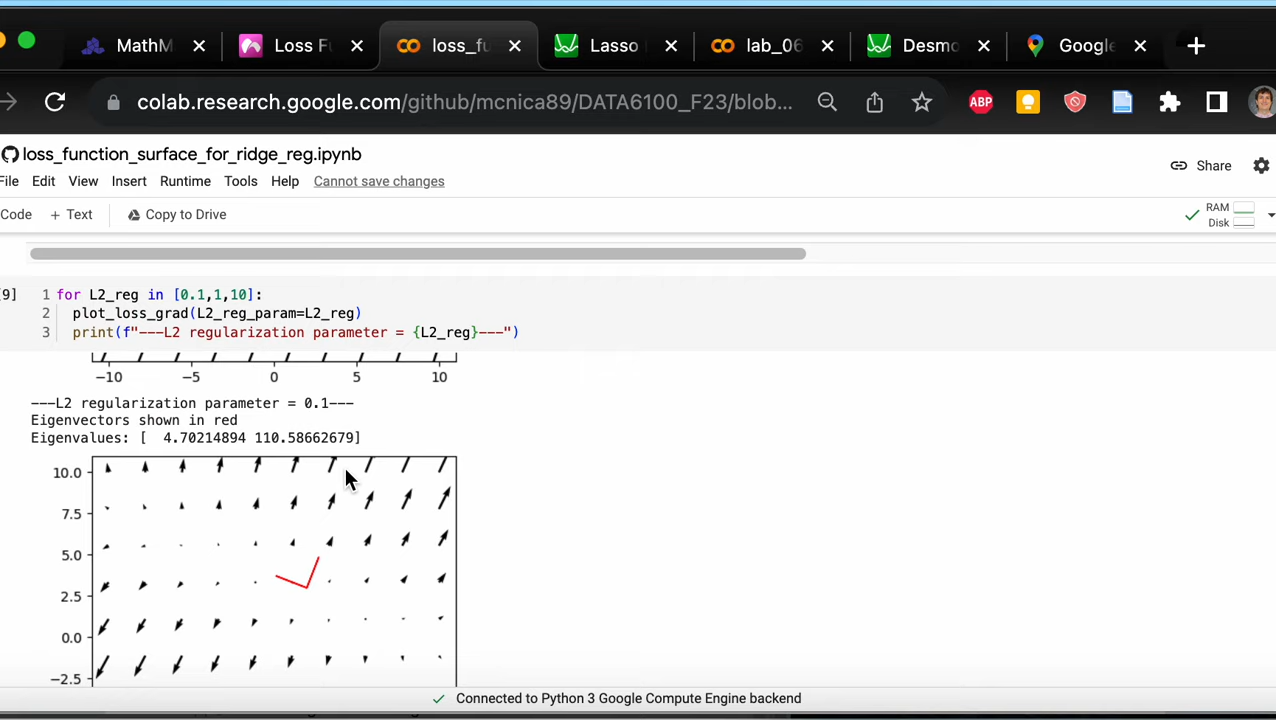 MathM
Loss Fu
loss_fu
Lasso
lab_06
Desmo
Google
colab.research.google.com/github/mcnica89/DATA6100_F23/blob...
ABP
loss_function_surface_for_ridge_reg.ipynb
Share
File Edit View Insert Runtime Tools Help Cannot save changes
Code + Text Copy to Drive
RAM
Disk
[9]
1 for L2_reg in [0.1,1,10]:
2 plot_loss_grad(L2_reg_param=L2_reg)
3 print(f"---L2 regularization parameter = {L2_reg}---")
−10 −5 0 5 10
---L2 regularization parameter = 0.1---
Eigenvectors shown in red
Eigenvalues: [ 4.70214894 110.58662679]
10.0
7.5
5.0
2.5
0.0
−2.5
Connected to Python 3 Google Compute Engine backend